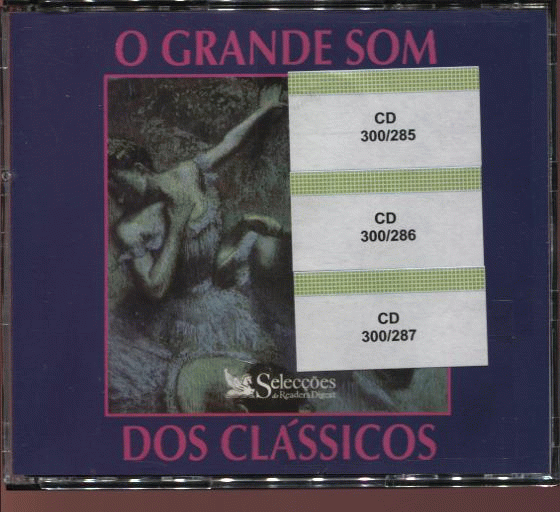 O GRANDE SOM
CD
300/285
CD
300/286
CD
300/287
Selecções
do Reader's Digest
DOS CLÁSSICOS